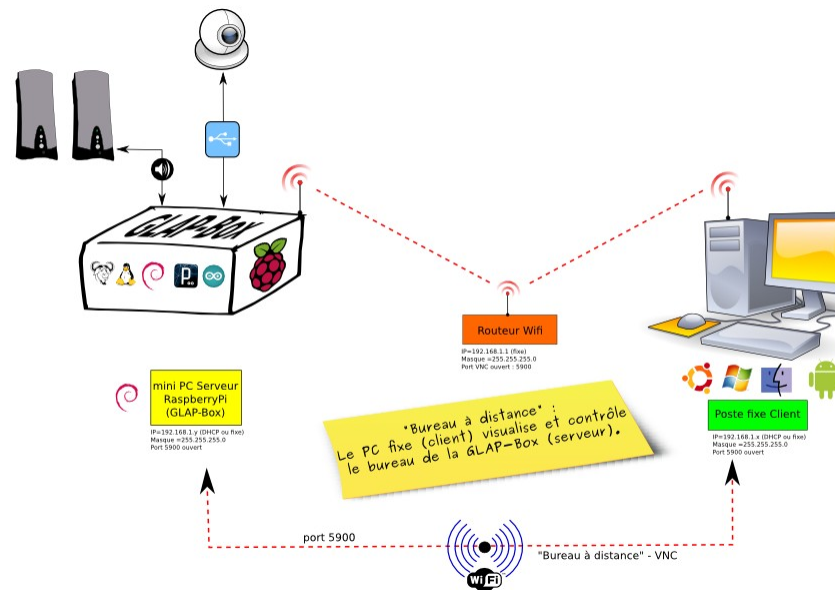 GLAP-Box
P
Routeur Wifi
IP=192.168.1.1 (fixe)
Masque =255.255.255.0
Port VNC ouvert : 5900
mini PC Serveur
RaspberryPi
(GLAP-Box)
IP=192.168.1.y (DHCP ou fixe)
Masque =255.255.255.0
Port 5900 ouvert
Poste fixe Client
IP=192.168.1.x (DHCP ou fixe)
Masque =255.255.255.0
Port 5900 ouvert
"Bureau à distance" :
Le PC fixe (client) visualise et contrôle
le bureau de la GLAP-Box (serveur).
port 5900
"Bureau à distance" - VNC
WiFi